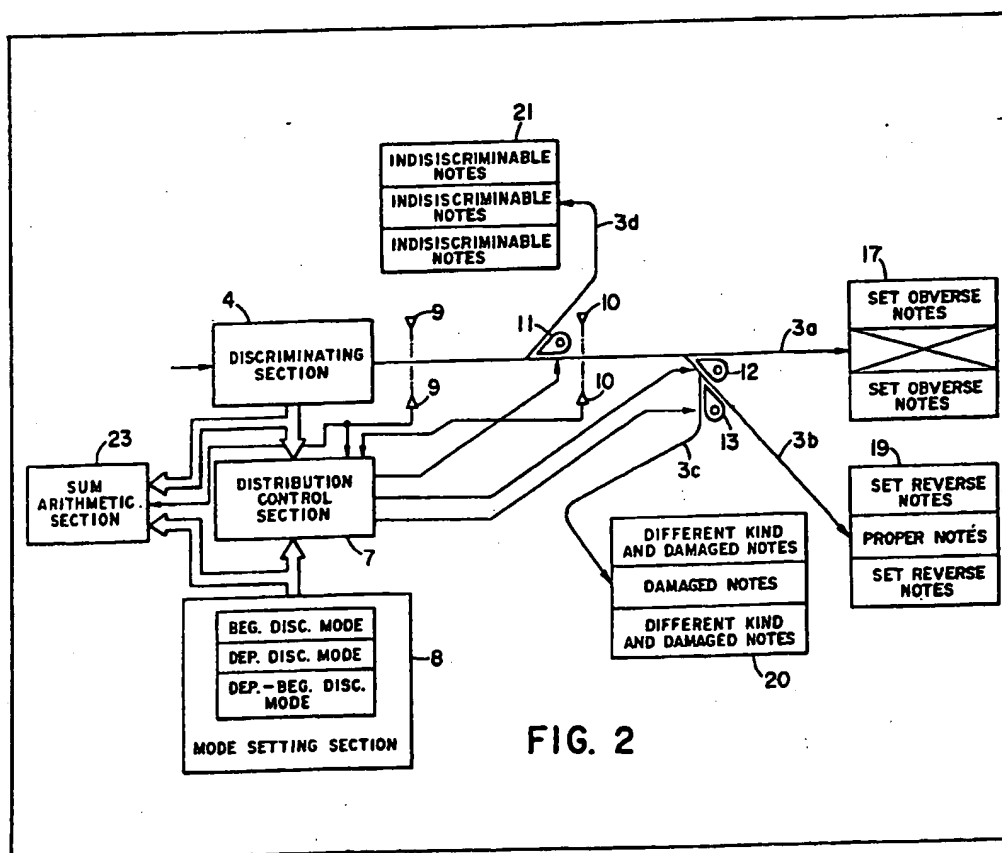 21
INDISISCRIMINABLE
NOTES
INDISISCRIMINABLE
NOTES
INDISISCRIMINABLE
NOTES
3d
4
DISCRIMINATING
SECTION
9
9
11
10
10
3a
17
SET OBVERSE
NOTES
SET OBVERSE
NOTES
12
13
3b
3c
23
SUM
ARITHMETIC.
SECTION
DISTRIBUTION
CONTROL
SECTION
7
19
SET REVERSE
NOTES
PROPER NOTES
SET REVERSE
NOTES
DIFFERENT KIND
AND DAMAGED NOTES
DAMAGED NOTES
DIFFERENT KIND
AND DAMAGED NOTES
20
BEG. DISC. MODE
DEP. DISC. MODE
DEP.-BEG. DISC.
MODE
MODE SETTING SECTION
8
FIG. 2